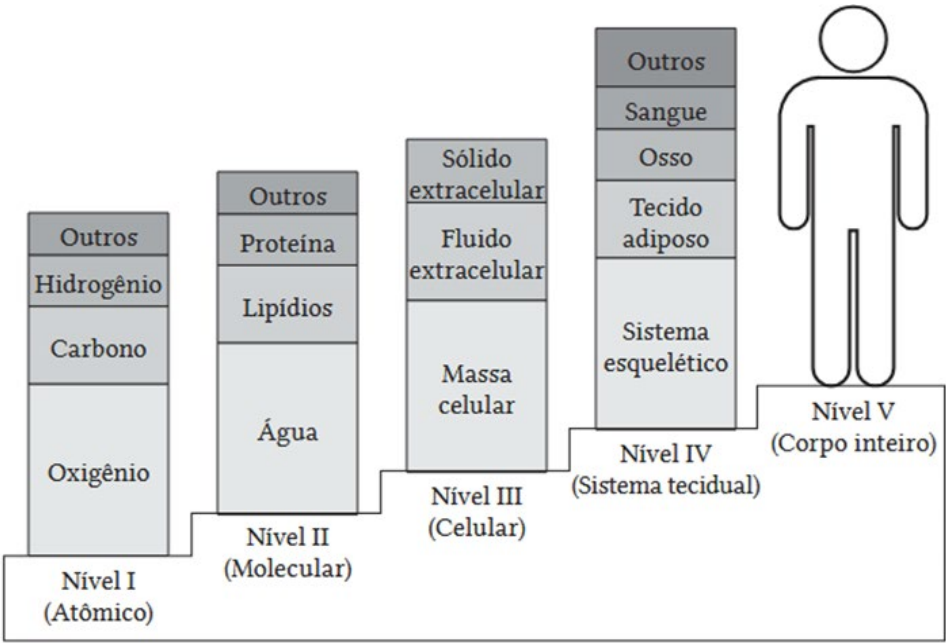 Outros
Hidrogênio
Carbono
Oxigênio
Nível I
(Atômico)
Outros
Proteína
Lipídios
Água
Nível II
(Molecular)
Sólido
extracelular
Fluido
extracelular
Massa
celular
Nível III
(Celular)
Outros
Sangue
Osso
Tecido
adiposo
Sistema
esquelético
Nível IV
(Sistema tecidual)
Nível V
(Corpo inteiro)